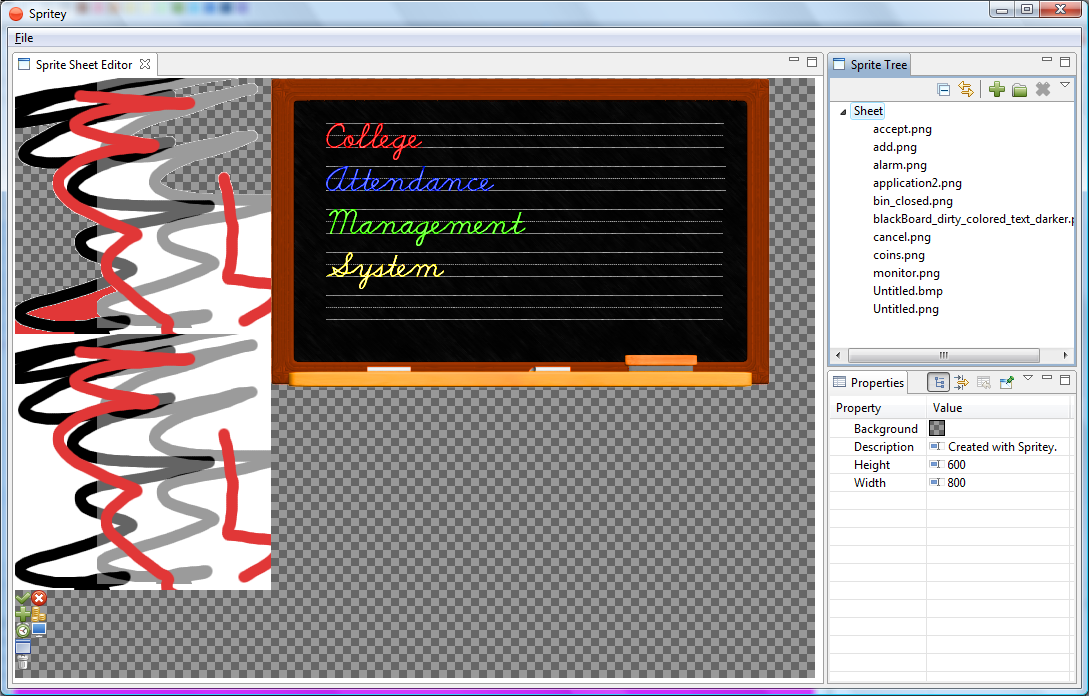 Spritey
File
Sprite Sheet Editor
College
Attendance
Management
System
Sprite Tree
Sheet
accept.png
add.png
alarm.png
application2.png
bin_closed.png
blackBoard_dirty_colored_text_darker.p
cancel.png
coins.png
monitor.png
Untitled.bmp
Untitled.png
Properties
Property Value
Background
Description Created with Spritey.
Height 600
Width 800